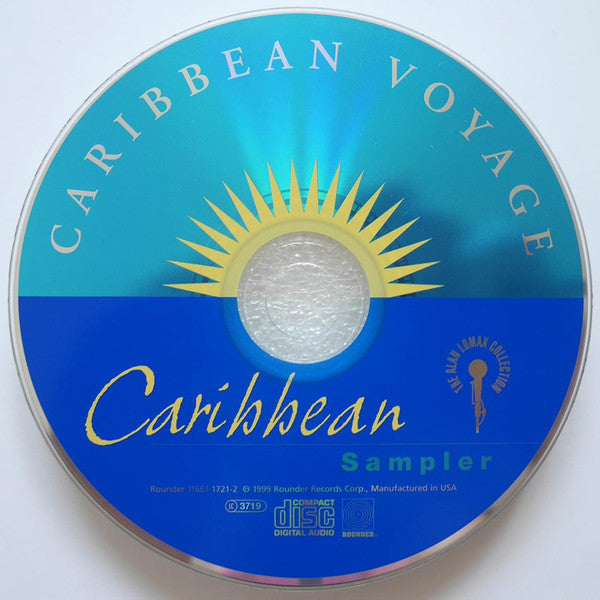 CARIBBEAN VOYAGE
Caribbean
THE ALAN LOMAX COLLECTION
Sampler
Rounder 11661-1721-2 ℗ © 1999 Rounder Records Corp., Manufactured in USA
LC 3719
COMPACT
disc
DIGITAL AUDIO
ROUNDER